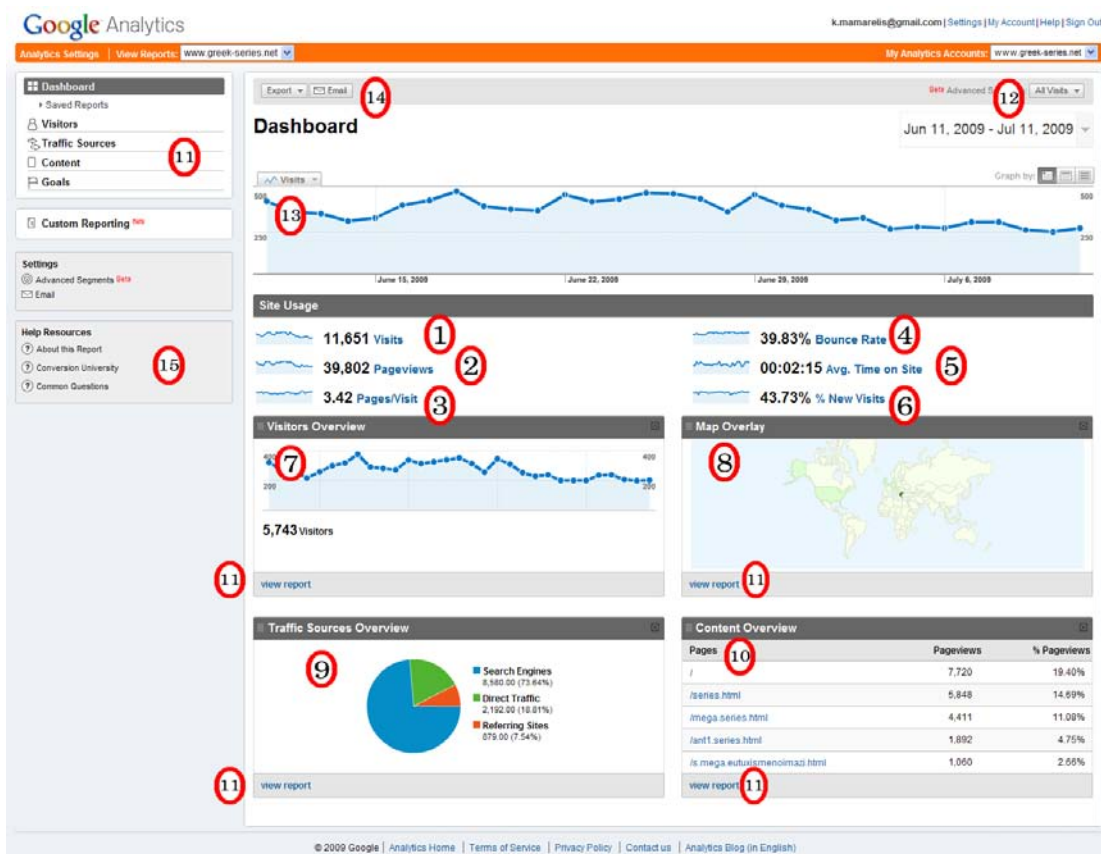 Google Analytics
k.mamarelis@gmail.com | Settings | My Account | Help | Sign Out
Analytics Settings | View Reports: www.greek-series.net
My Analytics Accounts: www.greek-series.net
Dashboard
Saved Reports
Visitors
Traffic Sources
Content
Goals
11
Custom Reporting New
Settings
Advanced Segments Beta
Email
Help Resources
About this Report
Conversion University
Common Questions
15
Export Email 14
Beta Advanced 12 All Visits
Dashboard
Jun 11, 2009 - Jul 11, 2009
Visits
Graph by:
500 13 500
250 250
June 15, 2009 June 22, 2009 June 29, 2009 July 6, 2009
Site Usage
11,651 Visits 1
39.83% Bounce Rate 4
39,802 Pageviews 2
00:02:15 Avg. Time on Site 5
3.42 Pages/Visit 3
43.73% % New Visits 6
Visitors Overview
400 7 400
200 200
5,743 Visitors
11 view report
Map Overlay
8
view report 11
Traffic Sources Overview
9
Search Engines
8,580.00 (73.64%)
Direct Traffic
2,192.00 (18.81%)
Referring Sites
879.00 (7.54%)
11 view report
Content Overview
Pages 10 Pageviews % Pageviews
/ 7,720 19.40%
/series.html 5,848 14.69%
/mega.series.html 4,411 11.08%
/ant1.series.html 1,892 4.75%
/s.mega.eutuxismenoimazi.html 1,060 2.66%
view report 11
© 2009 Google | Analytics Home | Terms of Service | Privacy Policy | Contact us | Analytics Blog (in English)